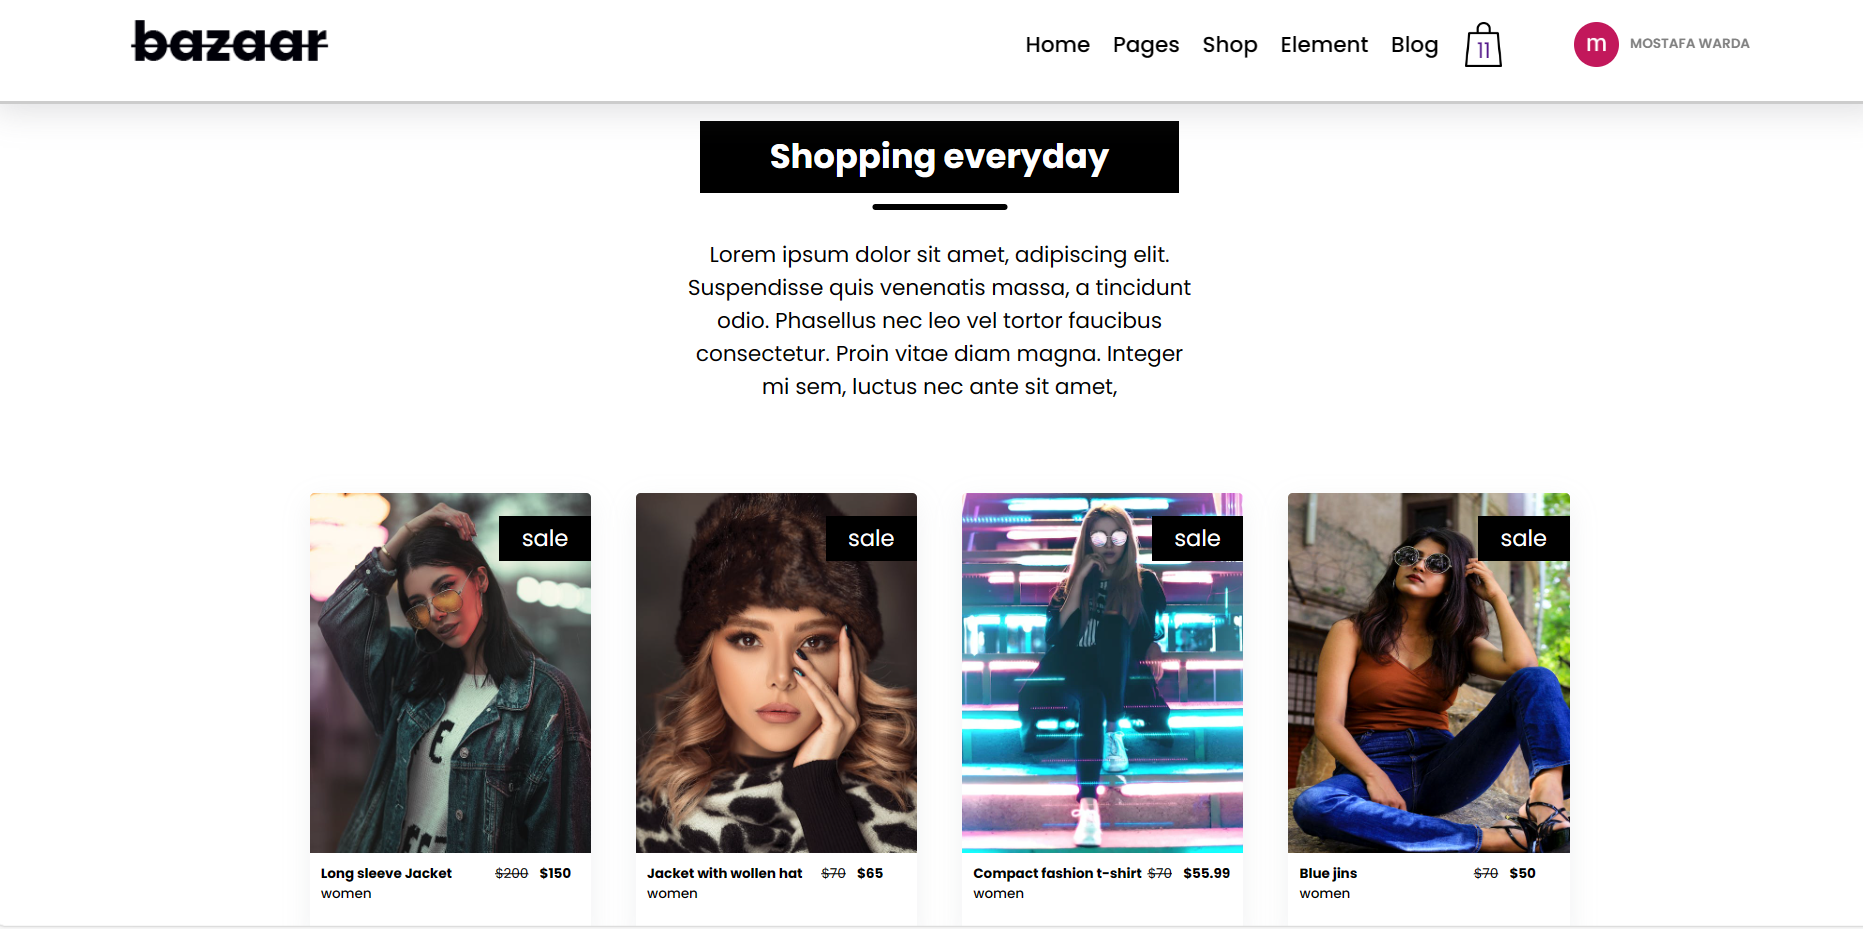 bazaar
Home Pages Shop Element Blog 11 m MOSTAFA WARDA
Shopping everyday
Lorem ipsum dolor sit amet, adipiscing elit.
Suspendisse quis venenatis massa, a tincidunt
odio. Phasellus nec leo vel tortor faucibus
consectetur. Proin vitae diam magna. Integer
mi sem, luctus nec ante sit amet,
sale
sale
sale
sale
Long sleeve Jacket $200 $150
women
Jacket with wollen hat $70 $65
women
Compact fashion t-shirt $70 $55.99
women
Blue jins $70 $50
women